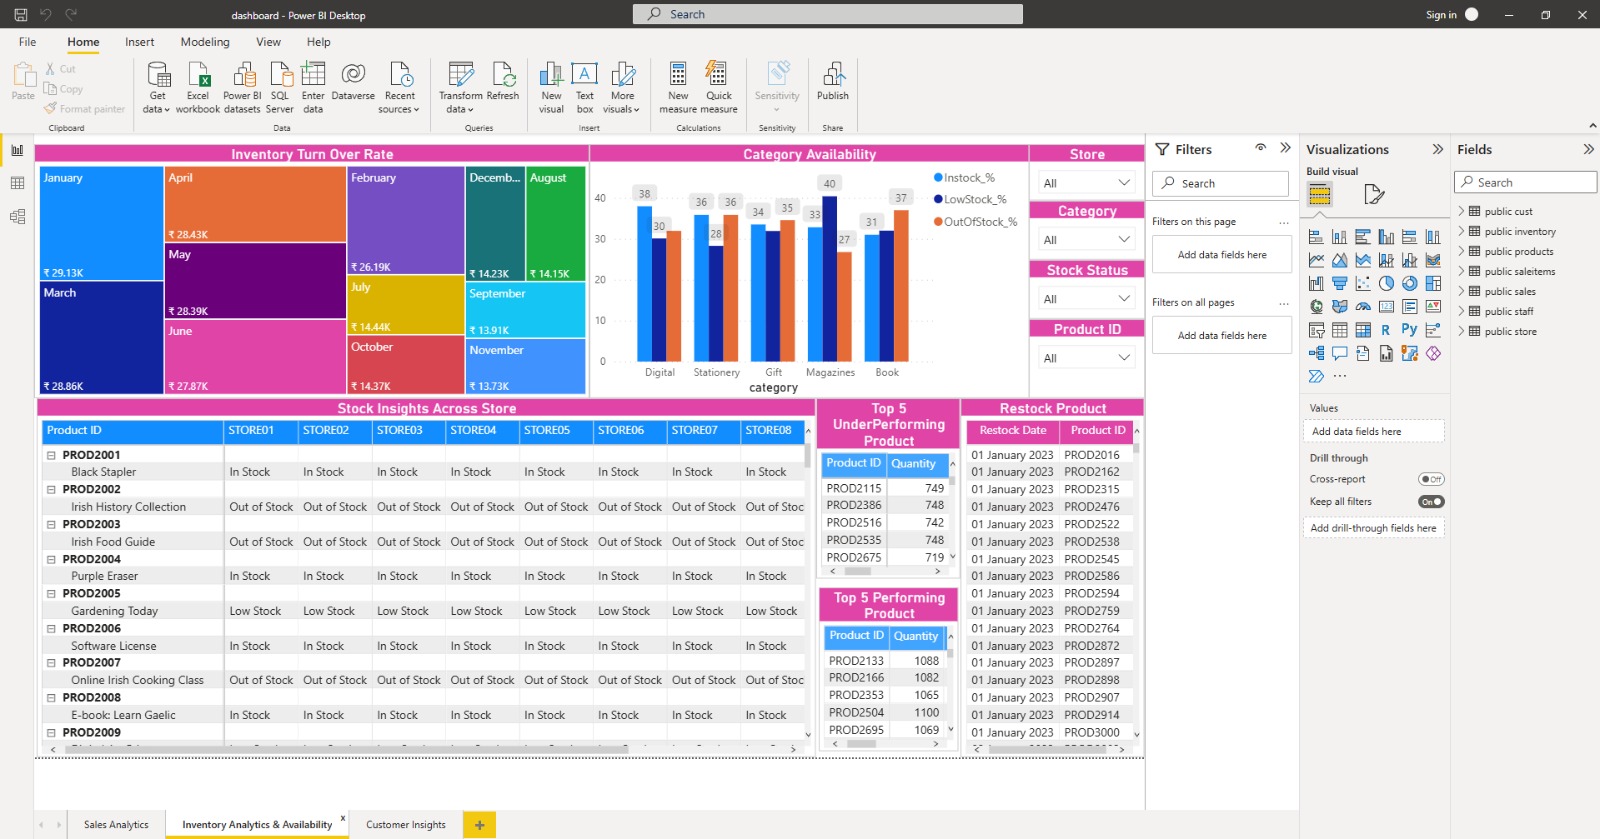 dashboard - Power BI Desktop
Search
Sign in
File Home Insert Modeling View Help
Paste
Cut
Copy
Format painter
Clipboard
Get data
Excel workbook
Power BI datasets
SQL Server
Enter data
Dataverse
Recent sources
Data
Transform data
Refresh
Queries
New visual
Text box
More visuals
Insert
New measure
Quick measure
Calculations
Sensitivity
Sensitivity
Publish
Share
Inventory Turn Over Rate
January
₹ 29.13K
March
₹ 28.86K
April
₹ 28.43K
May
₹ 28.39K
June
₹ 27.87K
February
₹ 26.19K
July
₹ 14.44K
October
₹ 14.37K
Decemb...
₹ 14.23K
August
₹ 14.15K
September
₹ 13.91K
November
₹ 13.73K
Category Availability
40
30
20
10
0
38 30
36 28 36
34 35
33 40 27
31 37
Digital Stationery Gift Magazines Book
category
Instock_%
LowStock_%
OutOfStock_%
Store
All
Category
All
Stock Status
All
Product ID
All
Stock Insights Across Store
Product ID STORE01 STORE02 STORE03 STORE04 STORE05 STORE06 STORE07 STORE08
PROD2001
Black Stapler In Stock In Stock In Stock In Stock In Stock In Stock In Stock In Stock
PROD2002
Irish History Collection Out of Stock Out of Stock Out of Stock Out of Stock Out of Stock Out of Stock Out of Stock Out of Stoc
PROD2003
Irish Food Guide Out of Stock Out of Stock Out of Stock Out of Stock Out of Stock Out of Stock Out of Stock Out of Stoc
PROD2004
Purple Eraser In Stock In Stock In Stock In Stock In Stock In Stock In Stock In Stock
PROD2005
Gardening Today Low Stock Low Stock Low Stock Low Stock Low Stock Low Stock Low Stock Low Stock
PROD2006
Software License In Stock In Stock In Stock In Stock In Stock In Stock In Stock In Stock
PROD2007
Online Irish Cooking Class Out of Stock Out of Stock Out of Stock Out of Stock Out of Stock Out of Stock Out of Stock Out of Stoc
PROD2008
E-book: Learn Gaelic In Stock In Stock In Stock In Stock In Stock In Stock In Stock In Stock
PROD2009
Top 5
UnderPerforming
Product
Product ID Quantity
PROD2115 749
PROD2386 748
PROD2516 742
PROD2535 748
PROD2675 719
Top 5 Performing
Product
Product ID Quantity
PROD2133 1088
PROD2166 1082
PROD2353 1065
PROD2504 1100
PROD2695 1069
Restock Product
Restock Date Product ID
01 January 2023 PROD2016
01 January 2023 PROD2162
01 January 2023 PROD2315
01 January 2023 PROD2476
01 January 2023 PROD2522
01 January 2023 PROD2538
01 January 2023 PROD2545
01 January 2023 PROD2586
01 January 2023 PROD2594
01 January 2023 PROD2759
01 January 2023 PROD2764
01 January 2023 PROD2872
01 January 2023 PROD2897
01 January 2023 PROD2898
01 January 2023 PROD2907
01 January 2023 PROD2914
01 January 2023 PROD3000
Filters
Search
Filters on this page ...
Add data fields here
Filters on all pages ...
Add data fields here
Visualizations
Build visual
123
R Py
...
Values
Add data fields here
Drill through
Cross-report Off
Keep all filters On
Add drill-through fields here
Fields
Search
public cust
public inventory
public products
public saleitems
public sales
public staff
public store
Sales Analytics
Inventory Analytics & Availability x
Customer Insights
+